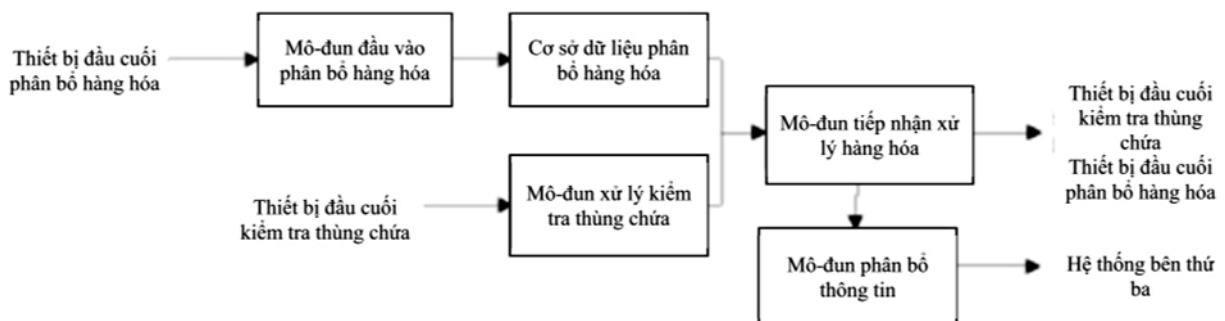 Thiết bị đầu cuối
phân bổ hàng hóa
Mô-đun đầu vào
phân bổ hàng hóa
Cơ sở dữ liệu phân
bổ hàng hóa
Thiết bị đầu cuối
kiểm tra thùng chứa
Mô-đun xử lý kiểm
tra thùng chứa
Mô-đun tiếp nhận xử
lý hàng hóa
Thiết bị đầu cuối
kiểm tra thùng
chứa
Thiết bị đầu cuối
phân bổ hàng hóa
Mô-đun phân bổ
thông tin
Hệ thống bên thứ
ba